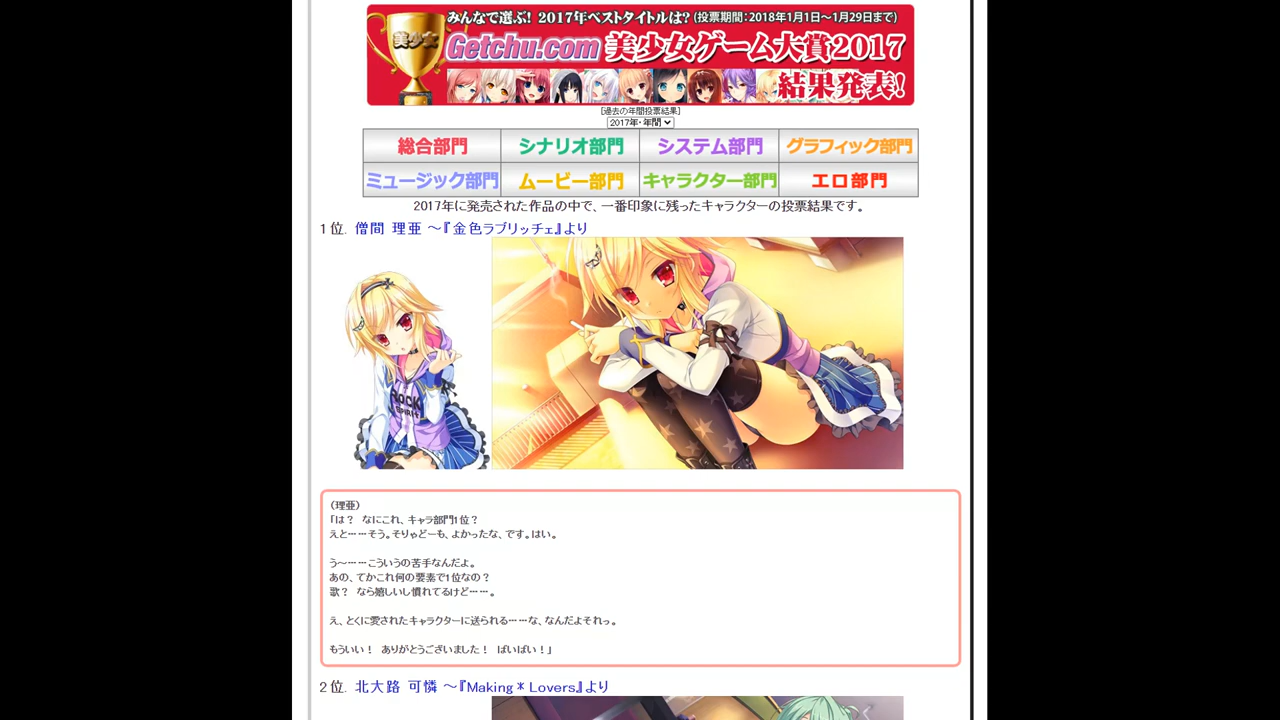 みんなで選ぶ! 2017年ベストタイトルは?(投票期間:2018年1月1日〜1月29日まで)
美少女
Getchu.com 美少女ゲーム大賞2017
結果発表!
[過去の年間投票結果]
2017年・年間
総合部門 シナリオ部門 システム部門 グラフィック部門
ミュージック部門 ムービー部門 キャラクター部門 エロ部門
2017年に発売された作品の中で、一番印象に残ったキャラクターの投票結果です。
1位. 僧間 理亜 〜『金色ラブリッチェ』より
ROCK
SPIRIT
(理亜)
「は? なにこれ、キャラ部門1位?
えと……そう。そりゃどーも、よかったな、です。はい。
う〜……こういうの苦手なんだよ。
あの、てかこれ何の要素で1位なの?
歌? なら嬉しいし慣れてるけど……。
え、とくに愛されたキャラクターに送られる……な、なんだよそれっ。
もういい! ありがとうございました! ばいばい!」
2位. 北大路 可憐 〜『Making*Lovers』より